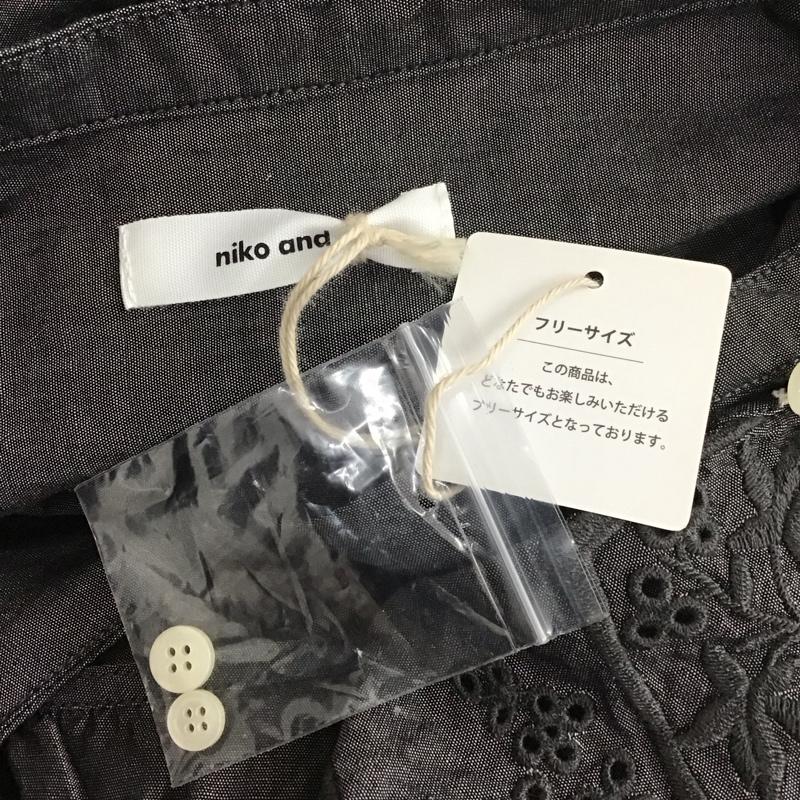 niko and
フリーサイズ
この商品は、
どなたでもお楽しみいただける
フリーサイズとなっております。